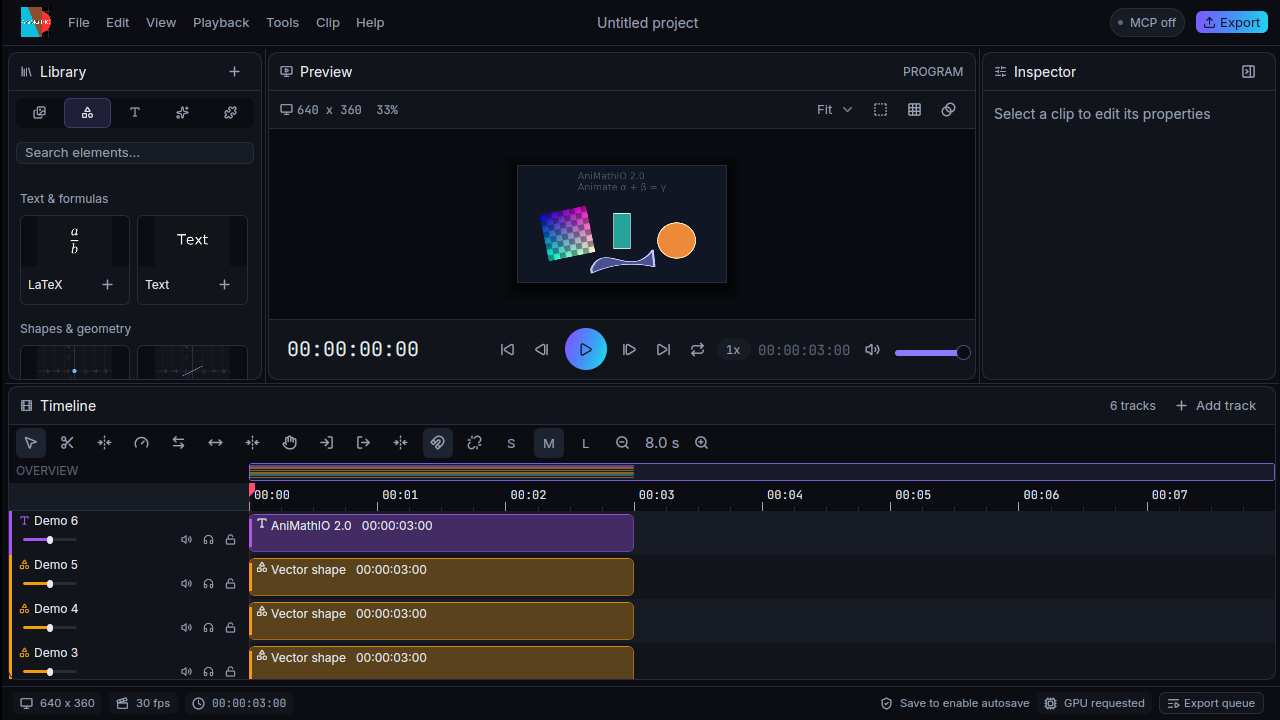 File Edit View Playback Tools Clip Help
Untitled project
MCP off
Export
Library
Search elements...
Text & formulas
a
b
LaTeX
Text
Text
Shapes & geometry
Preview
PROGRAM
640 x 360 33%
Fit
AniMathIO 2.0
Animate α + β = γ
00:00:00:00
1x
00:00:03:00
Inspector
Select a clip to edit its properties
Timeline
6 tracks
Add track
S M L
8.0 s
OVERVIEW
00:00 00:01 00:02 00:03 00:04 00:05 00:06 00:07
Demo 6
AniMathIO 2.0 00:00:03:00
Demo 5
Vector shape 00:00:03:00
Demo 4
Vector shape 00:00:03:00
Demo 3
Vector shape 00:00:03:00
640 x 360
30 fps
00:00:03:00
Save to enable autosave
GPU requested
Export queue